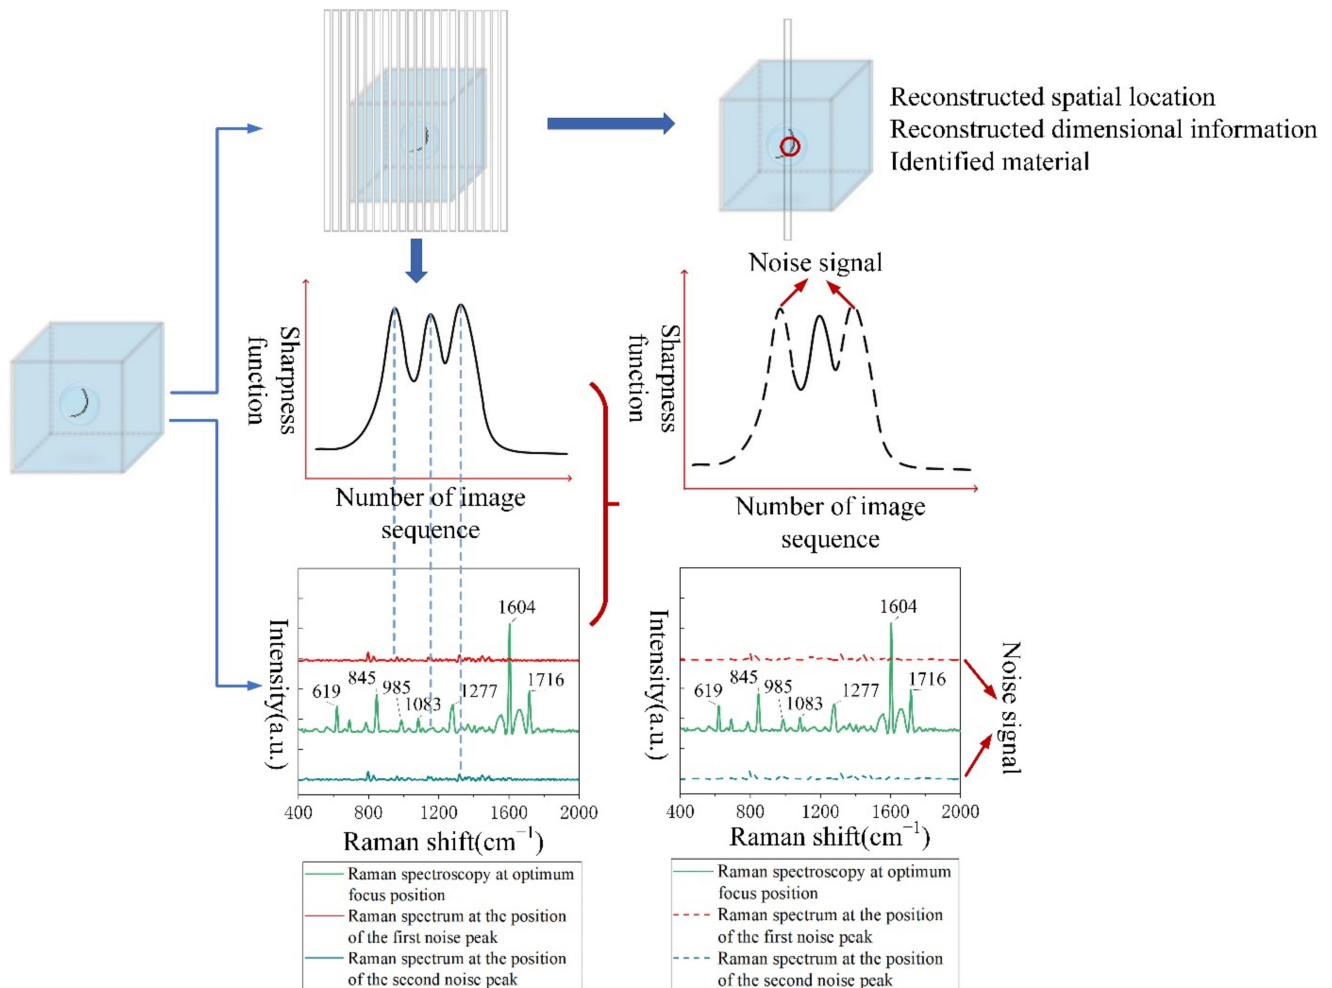 Reconstructed spatial location
Reconstructed dimensional information
Identified material
Sharpness
function
Number of image
sequence
Noise signal
Sharpness
function
Number of image
sequence
Intensity(a.u.)
1604
845
985
619
1083
1277
1716
400
800
1200
1600
2000
Raman shift(cm⁻¹)
Raman spectroscopy at optimum
focus position
Raman spectrum at the position
of the first noise peak
Raman spectrum at the position
of the second noise peak
Intensity(a.u.)
1604
845
985
619
1083
1277
1716
Noise signal
400
800
1200
1600
2000
Raman shift(cm⁻¹)
Raman spectroscopy at optimum
focus position
Raman spectrum at the position
of the first noise peak
Raman spectrum at the position
of the second noise peak